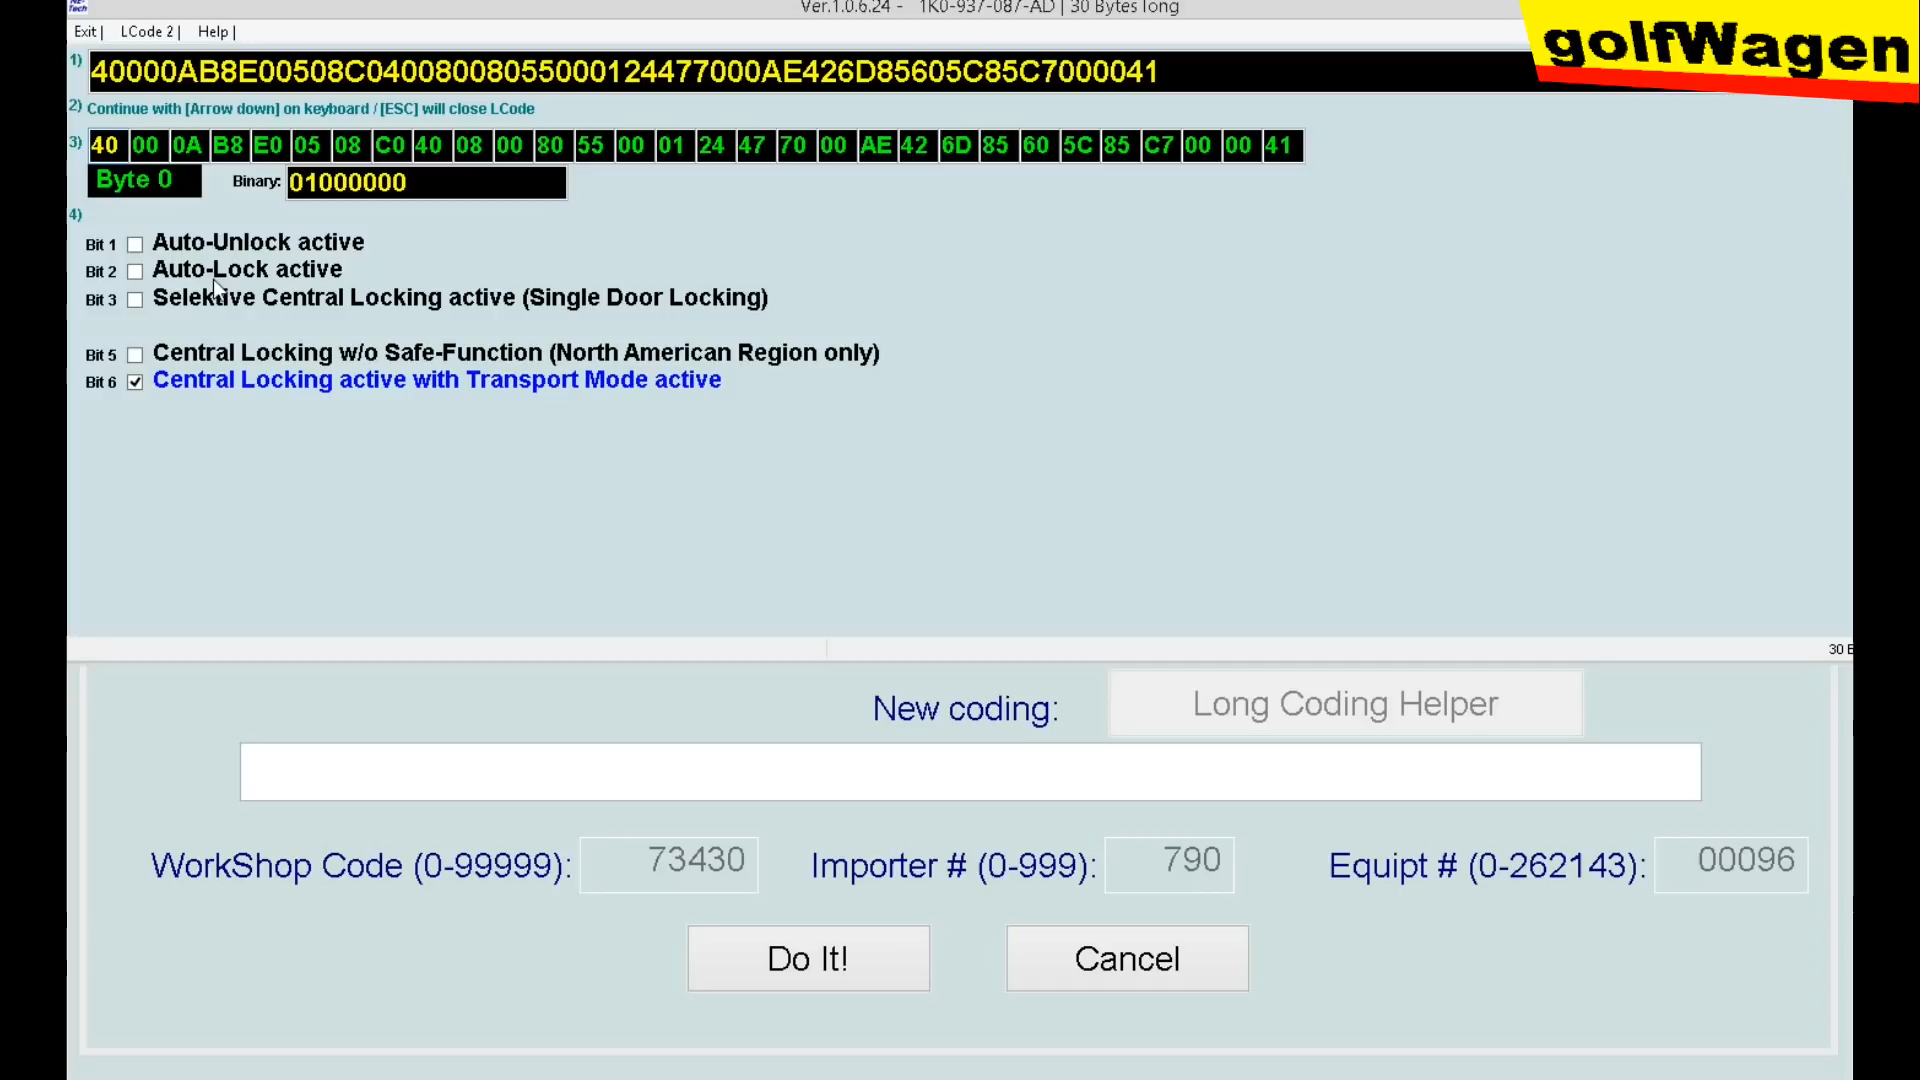 NE-
Tech
Ver.1.0.6.24 - 1K0-937-087-AD | 30 Bytes long
golfWagen
Exit | LCode 2 | Help |
1) 40000AB8E00508C04008008055000124477000AE426D85605C85C7000041
2) Continue with [Arrow down] on keyboard / [ESC] will close LCode
3) 40 00 0A B8 E0 05 08 C0 40 08 00 80 55 00 01 24 47 70 00 AE 42 6D 85 60 5C 85 C7 00 00 41
Byte 0 Binary: 01000000
4)
Bit 1 Auto-Unlock active
Bit 2 Auto-Lock active
Bit 3 Selektive Central Locking active (Single Door Locking)
Bit 5 Central Locking w/o Safe-Function (North American Region only)
Bit 6 Central Locking active with Transport Mode active
30 
New coding: Long Coding Helper
WorkShop Code (0-99999): 73430 Importer # (0-999): 790 Equipt # (0-262143): 00096
Do It! Cancel